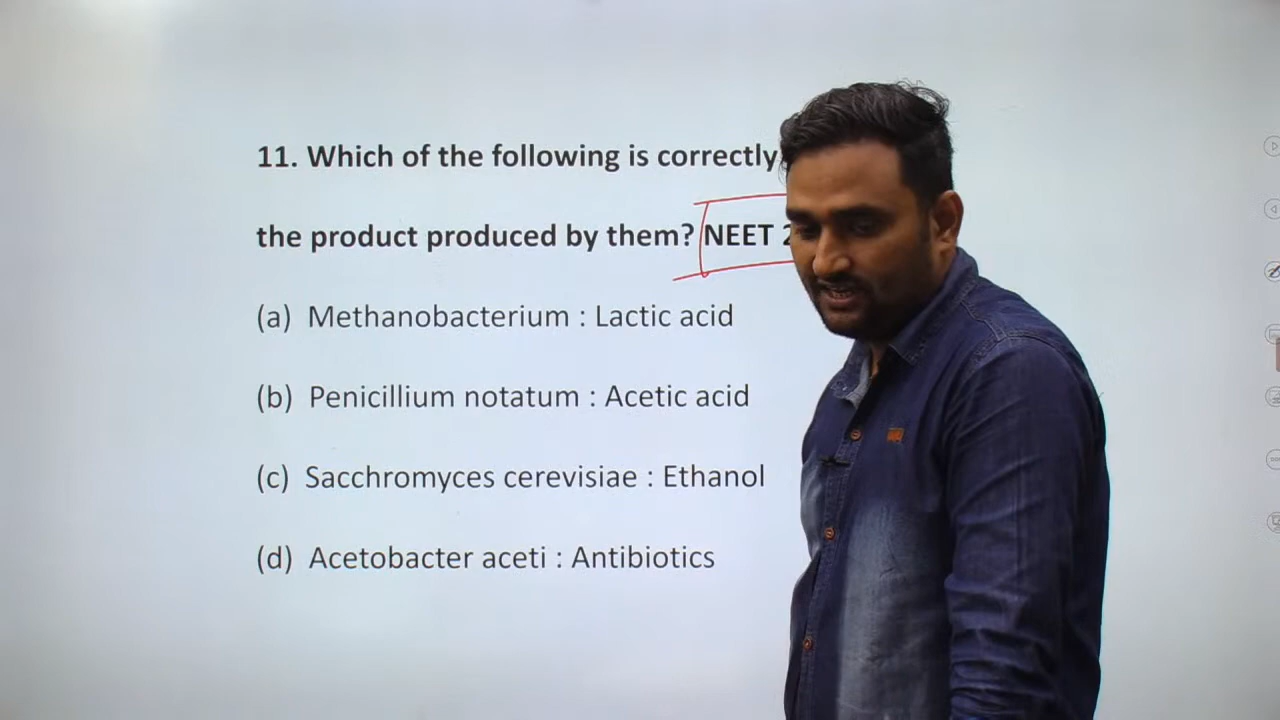 11. Which of the following is correctly
the product produced by them? NEET
(a) Methanobacterium : Lactic acid
(b) Penicillium notatum : Acetic acid
(c) Sacchromyces cerevisiae : Ethanol
(d) Acetobacter aceti : Antibiotics